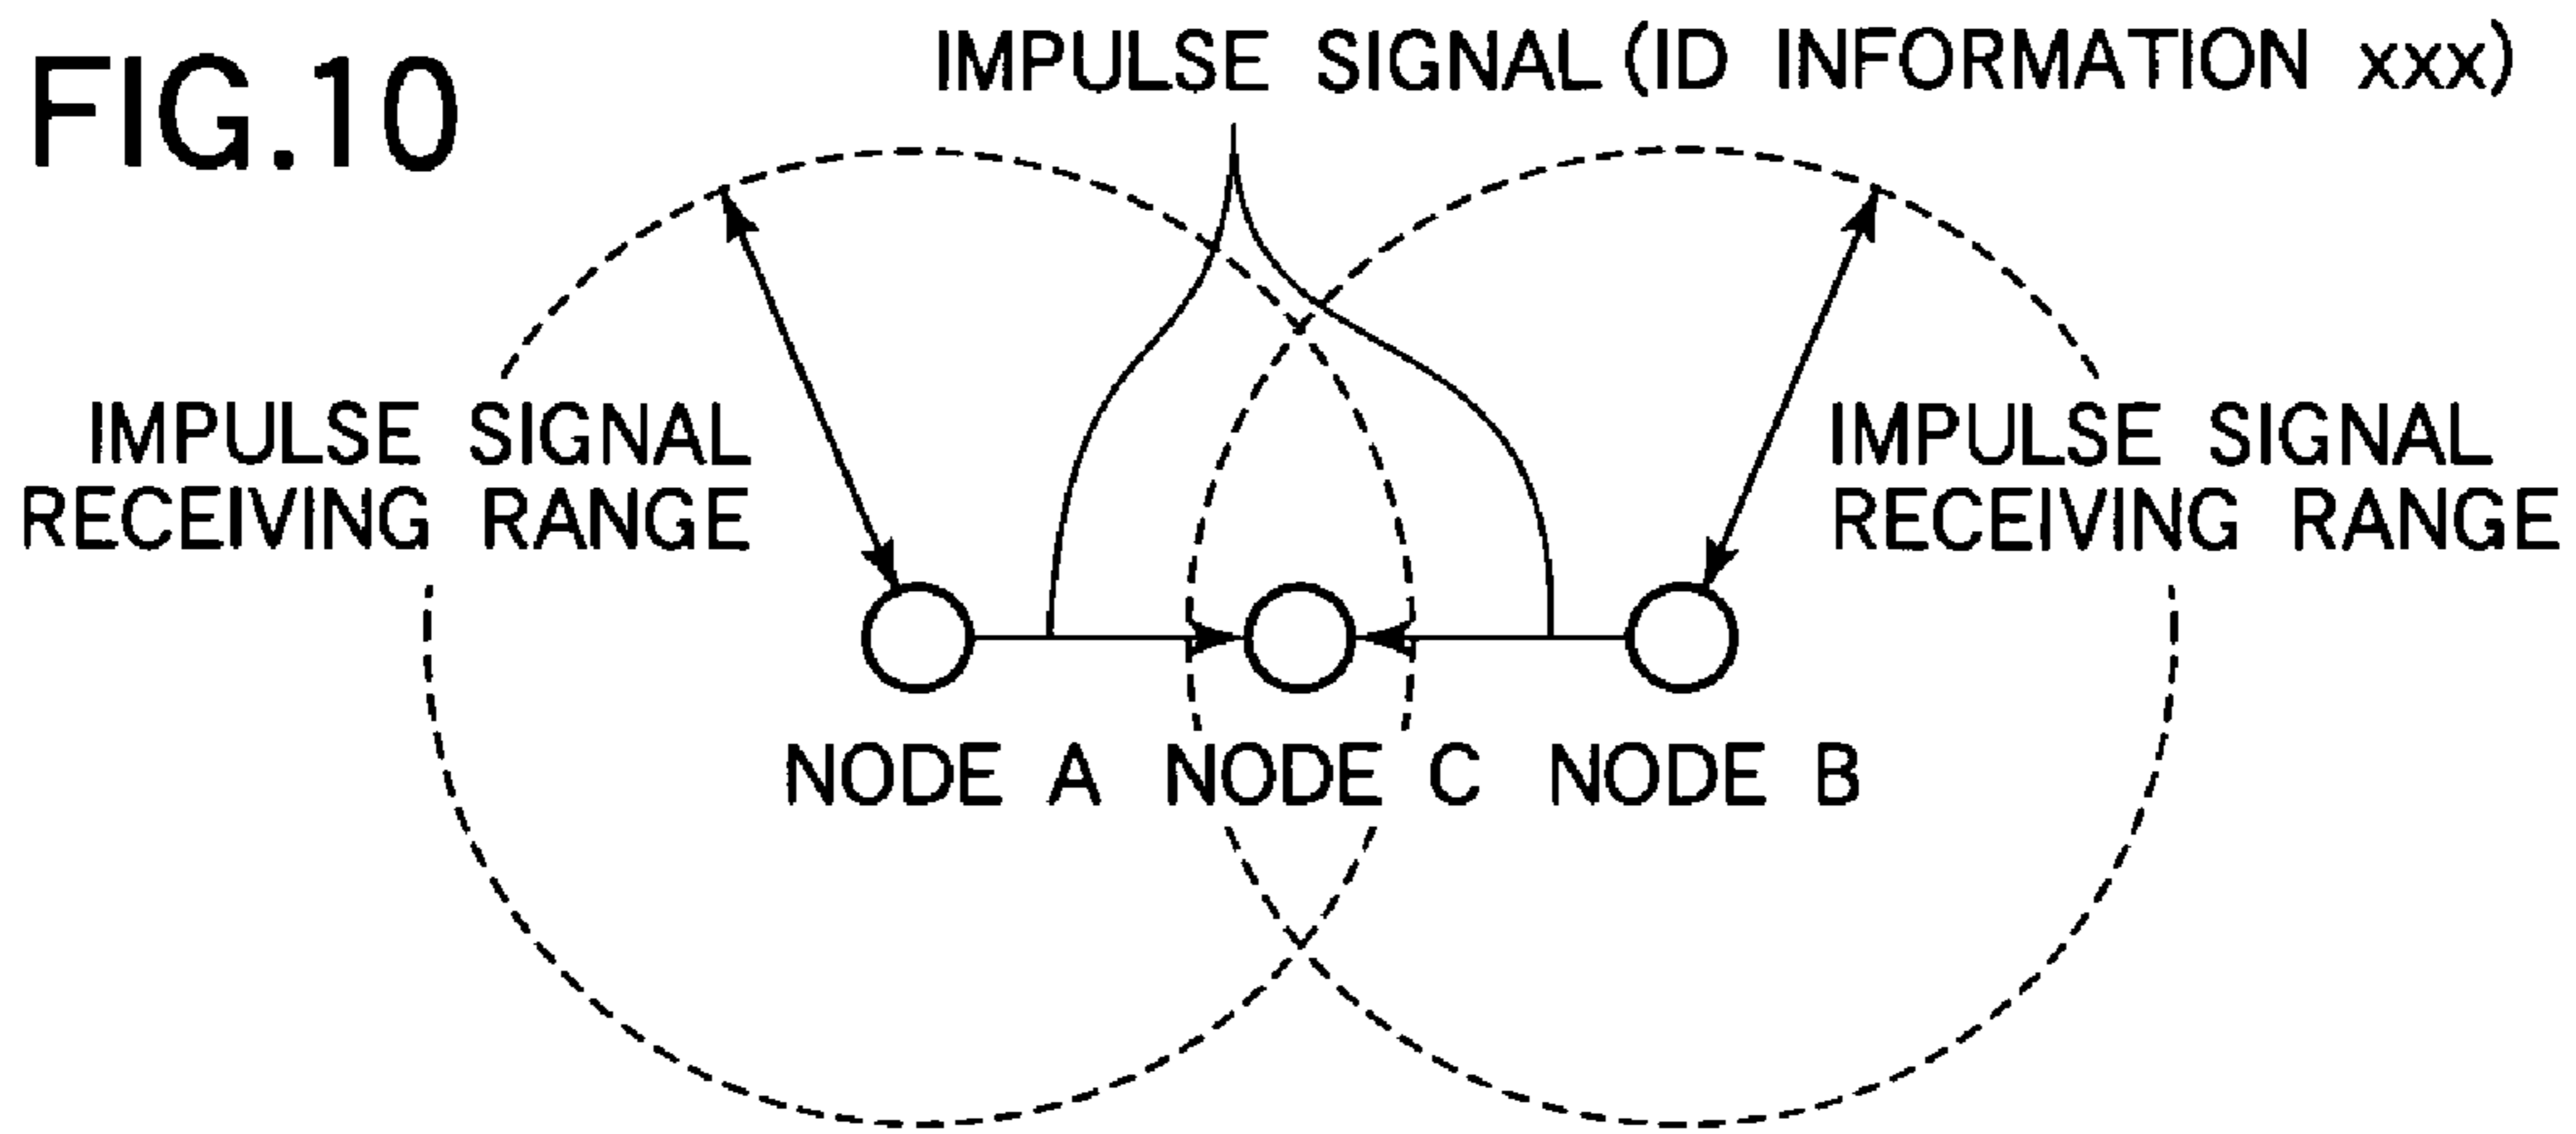 FIG.10
IMPULSE SIGNAL (ID INFORMATION xxx)
IMPULSE SIGNAL
RECEIVING RANGE
IMPULSE SIGNAL
RECEIVING RANGE
NODE A NODE C NODE B